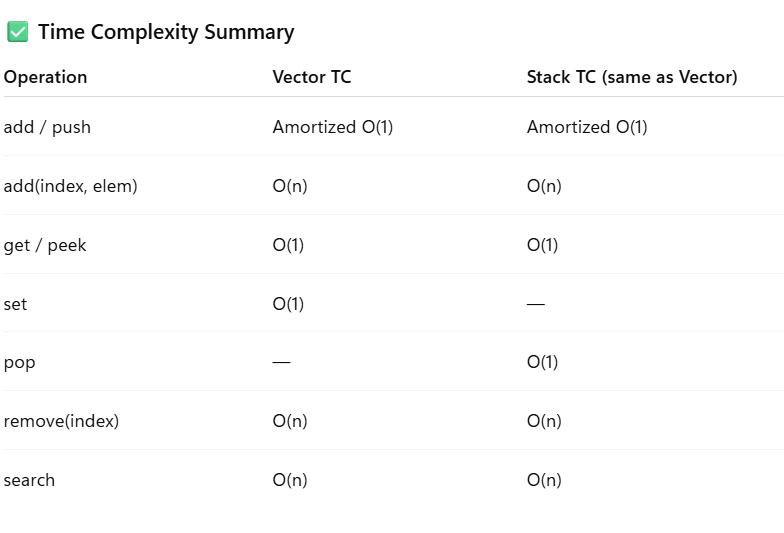 ✅ Time Complexity Summary
Operation Vector TC Stack TC (same as Vector)
add / push Amortized O(1) Amortized O(1)
add(index, elem) O(n) O(n)
get / peek O(1) O(1)
set O(1) —
pop — O(1)
remove(index) O(n) O(n)
search O(n) O(n)